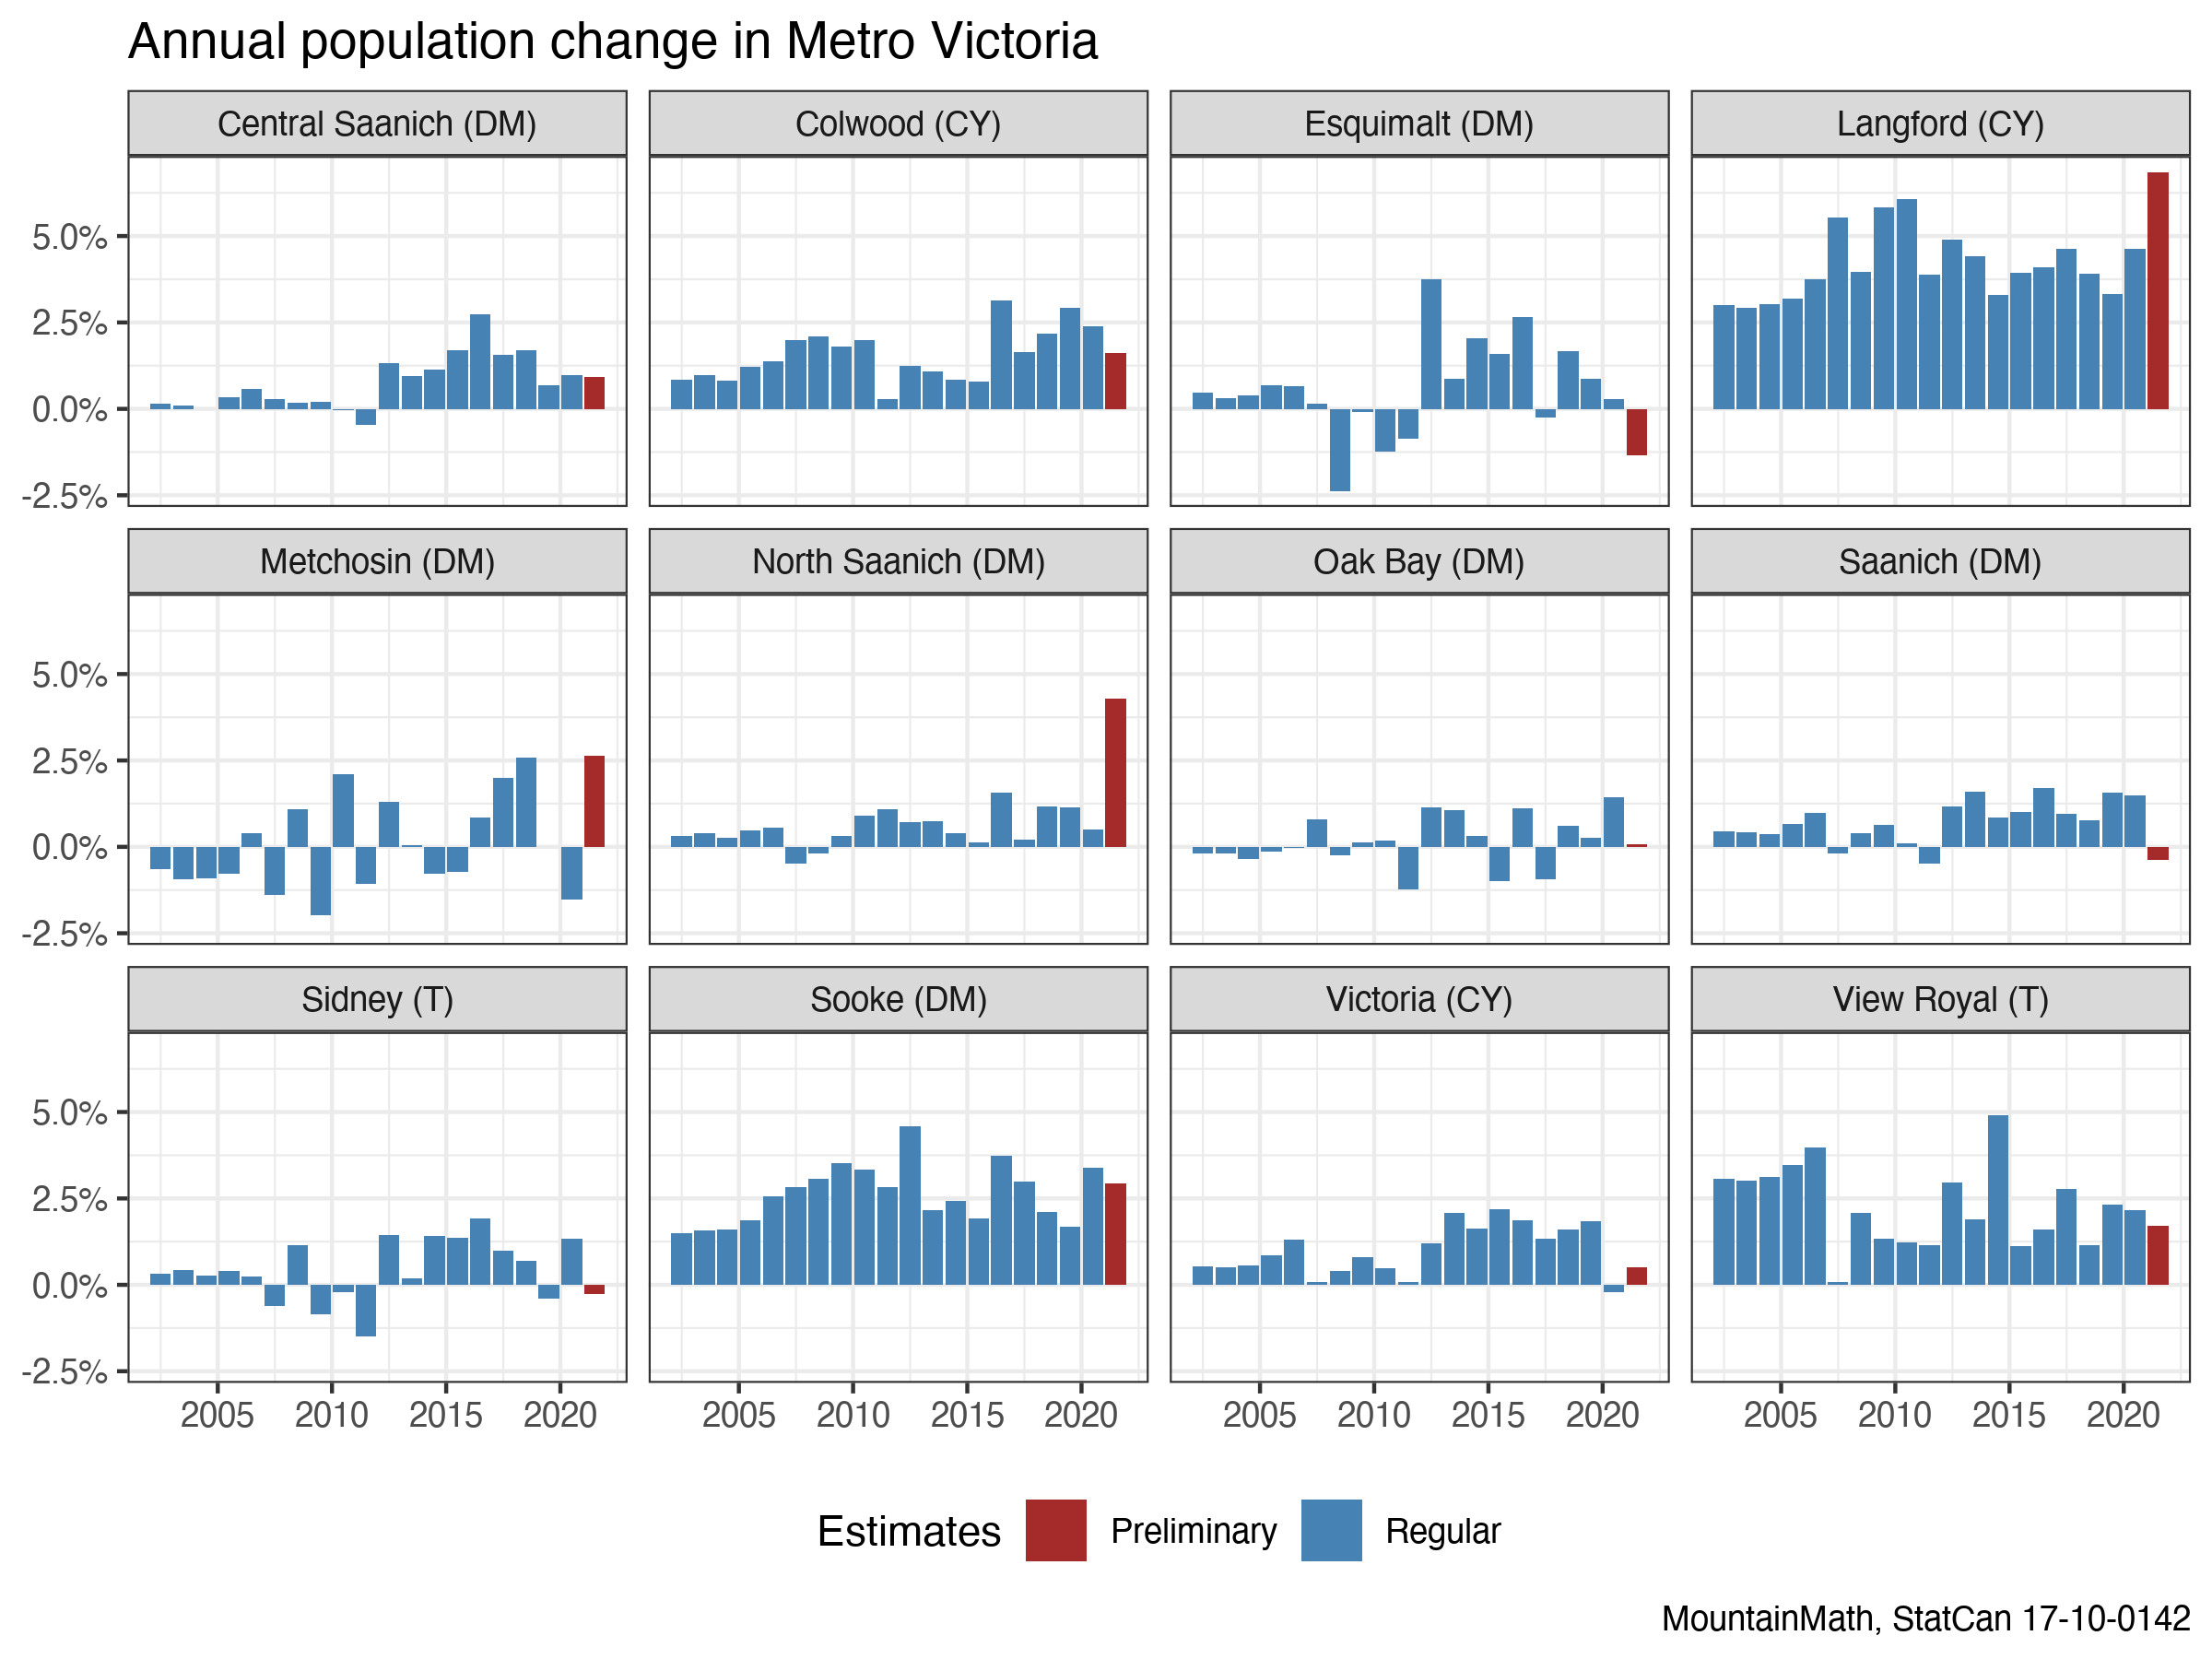 Annual population change in Metro Victoria
Central Saanich (DM)
Colwood (CY)
Esquimalt (DM)
Langford (CY)
5.0%
2.5%
0.0%
-2.5%
Metchosin (DM)
North Saanich (DM)
Oak Bay (DM)
Saanich (DM)
5.0%
2.5%
0.0%
-2.5%
Sidney (T)
Sooke (DM)
Victoria (CY)
View Royal (T)
5.0%
2.5%
0.0%
-2.5%
2005 2010 2015 2020
2005 2010 2015 2020
2005 2010 2015 2020
2005 2010 2015 2020
Estimates Preliminary Regular
MountainMath, StatCan 17-10-0142